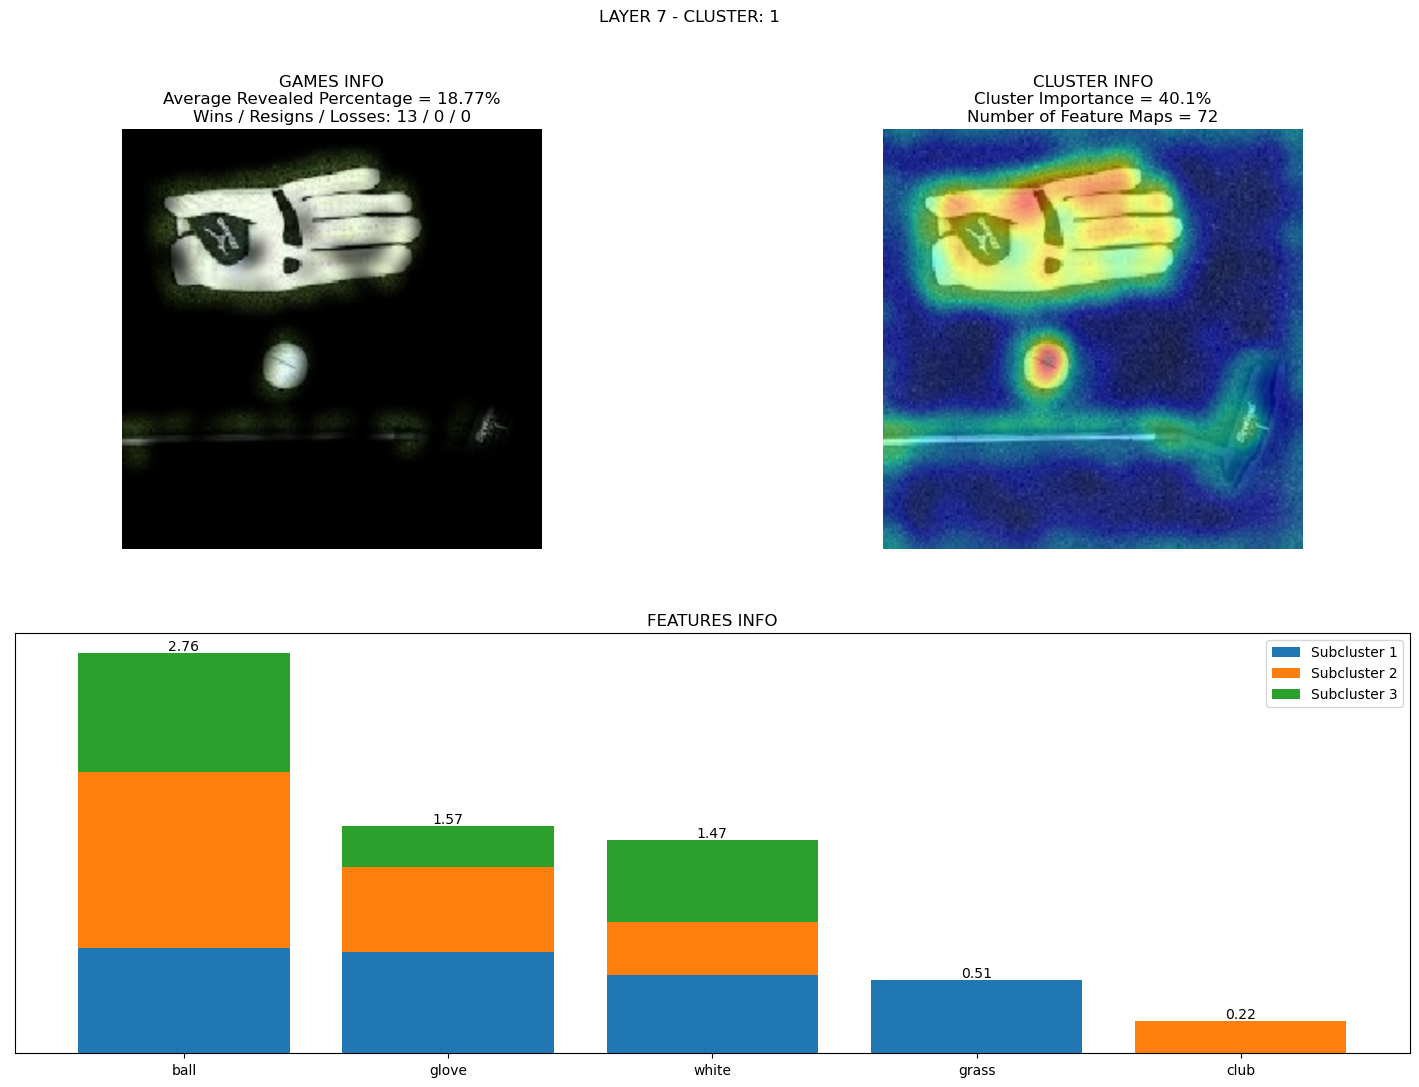 LAYER 7 - CLUSTER: 1
GAMES INFO
Average Revealed Percentage = 18.77%
Wins / Resigns / Losses: 13 / 0 / 0
CLUSTER INFO
Cluster Importance = 40.1%
Number of Feature Maps = 72
FEATURES INFO
2.76
1.57
1.47
0.51
0.22
Subcluster 1
Subcluster 2
Subcluster 3
ball
glove
white
grass
club